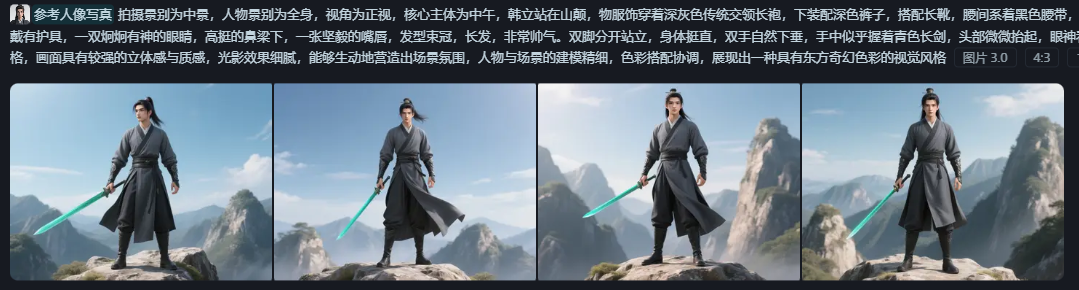 参考人像写真 拍摄景别为中景，人物景别为全身，视角为正视，核心主体为中午，韩立站在山颠，物服饰穿着深灰色传统交领长袍，下装配深色裤子，搭配长靴，腰间系着黑色腰带，
戴有护具，一双炯炯有神的眼睛，高挺的鼻梁下，一张坚毅的嘴唇，发型束冠，长发，非常帅气。双脚分开站立，身体挺直，双手自然下垂，手中似乎握着青色长剑，头部微微抬起，眼神
格，画面具有较强的立体感与质感，光影效果细腻，能够生动地营造出场景氛围，人物与场景的建模精细，色彩搭配协调，展现出一种具有东方奇幻色彩的视觉风格 图片 3.0 4:3